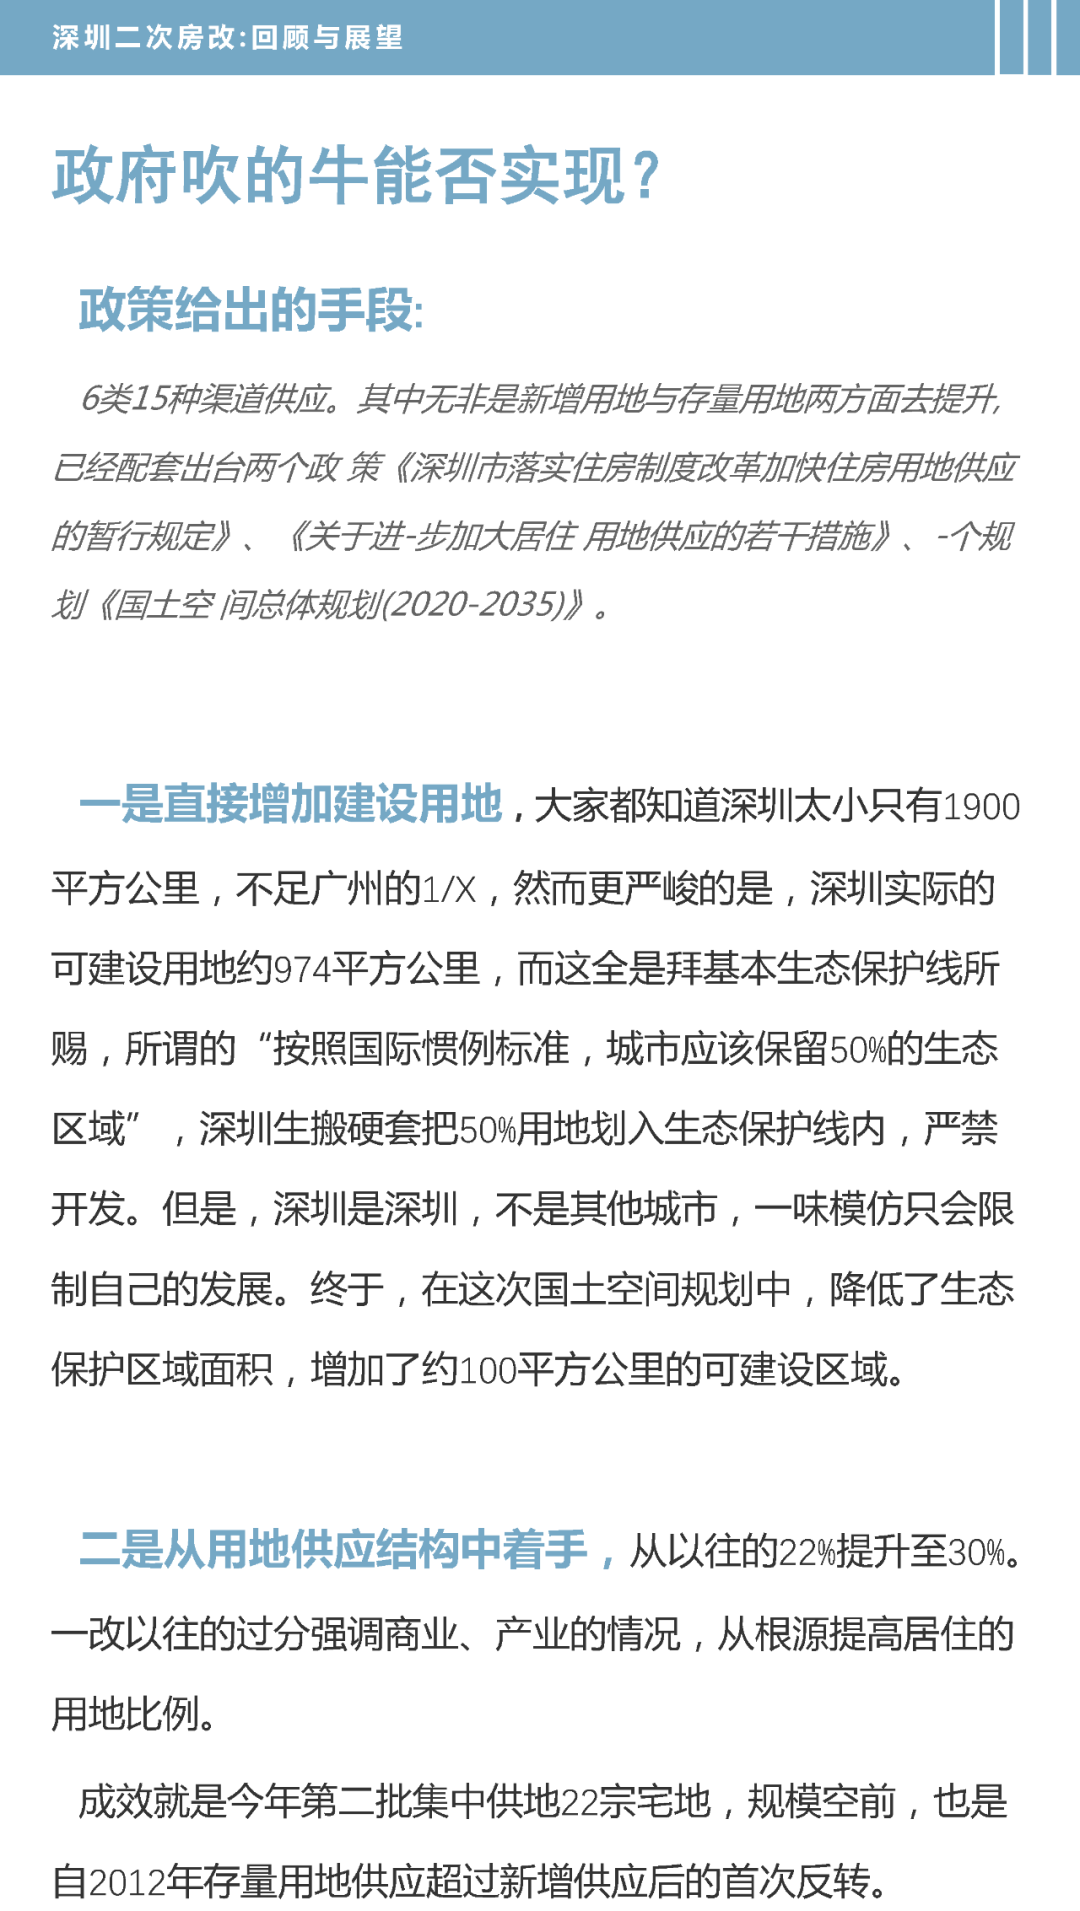 深圳二次房改:回顾与展望
政府吹的牛能否实现?
政策给出的手段:
6类15种渠道供应。其中无非是新增用地与存量用地两方面去提升,
已经配套出台两个政 策《深圳市落实住房制度改革加快住房用地供应
的暂行规定》、《关于进-步加大居住 用地供应的若干措施》、-个规
划《国土空 间总体规划(2020-2035)》。
一是直接增加建设用地，大家都知道深圳太小只有1900
平方公里，不足广州的1/X，然而更严峻的是，深圳实际的
可建设用地约974平方公里，而这全是拜基本生态保护线所
赐，所谓的“按照国际惯例标准，城市应该保留50%的生态
区域”，深圳生搬硬套把50%用地划入生态保护线内，严禁
开发。但是，深圳是深圳，不是其他城市，一味模仿只会限
制自己的发展。终于，在这次国土空间规划中，降低了生态
保护区域面积，增加了约100平方公里的可建设区域。
二是从用地供应结构中着手，从以往的22%提升至30%。
一改以往的过分强调商业、产业的情况，从根源提高居住的
用地比例。
成效就是今年第二批集中供地22宗宅地，规模空前，也是
自2012年存量用地供应超过新增供应后的首次反转。